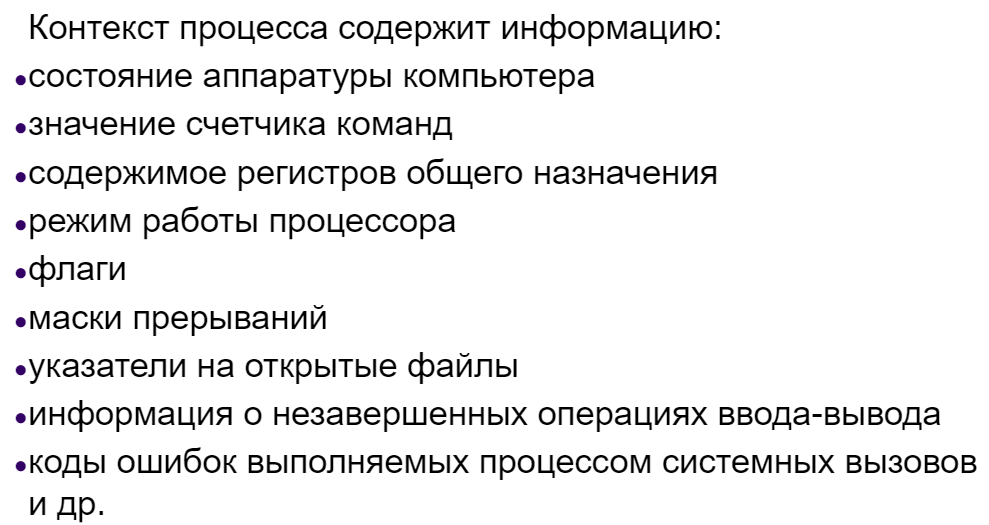 Контекст процесса содержит информацию:
•состояние аппаратуры компьютера
•значение счетчика команд
•содержимое регистров общего назначения
•режим работы процессора
•флаги
•маски прерываний
•указатели на открытые файлы
•информация о незавершенных операциях ввода-вывода
•коды ошибок выполняемых процессом системных вызовов
и др.